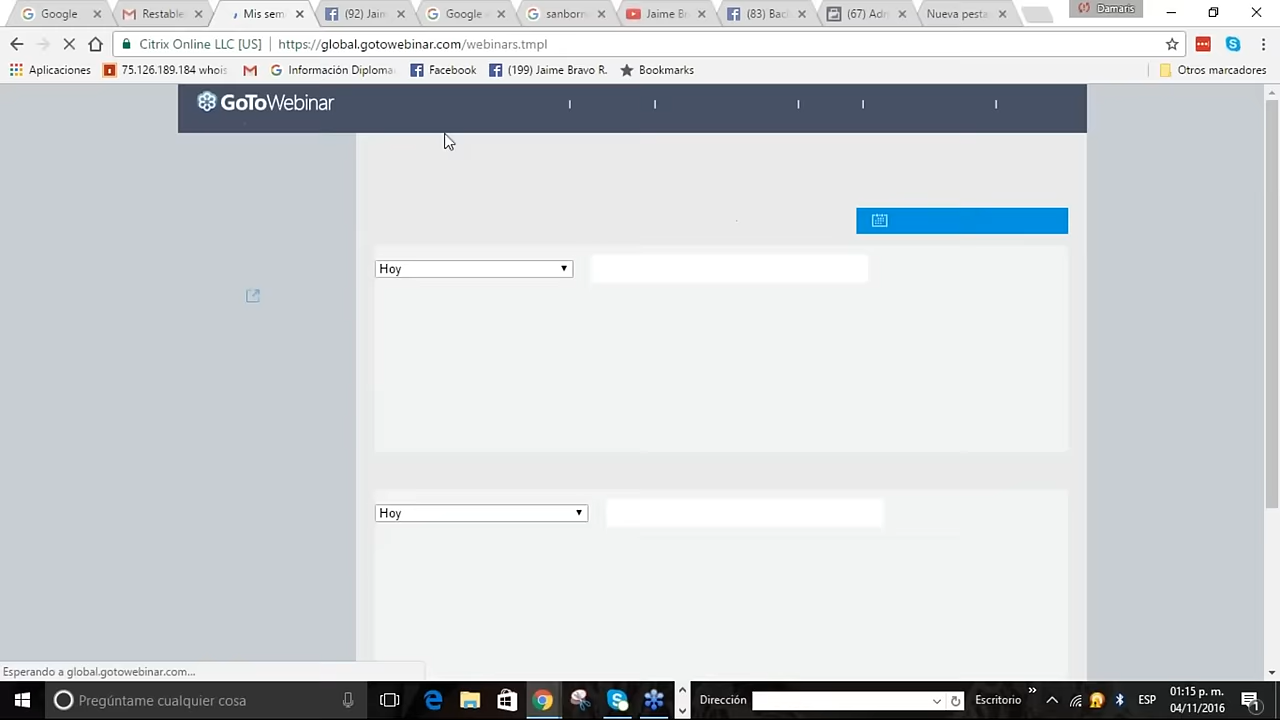 Google
Restable
Mis sem
(92) Jai
Google
sanborn
Jaime B
(83) Bac
(67) Adr
Nueva pesta
Damaris
Citrix Online LLC [US]
https://global.gotowebinar.com/webinars.tmpl
Aplicaciones
75.126.189.184 whois
Información Diploma
Facebook
(199) Jaime Bravo R.
Bookmarks
Otros marcadores
GoToWebinar
Hoy
Hoy
Esperando a global.gotowebinar.com...
Pregúntame cualquier cosa
Dirección
Escritorio
ESP
01:15 p. m.
04/11/2016